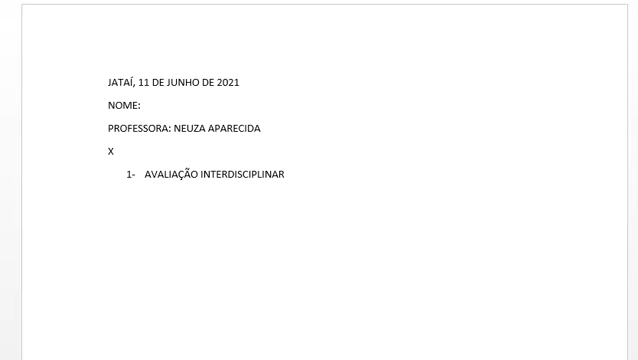 JATAÍ, 11 DE JUNHO DE 2021
NOME:
PROFESSORA: NEUZA APARECIDA
X
1- AVALIAÇÃO INTERDISCIPLINAR